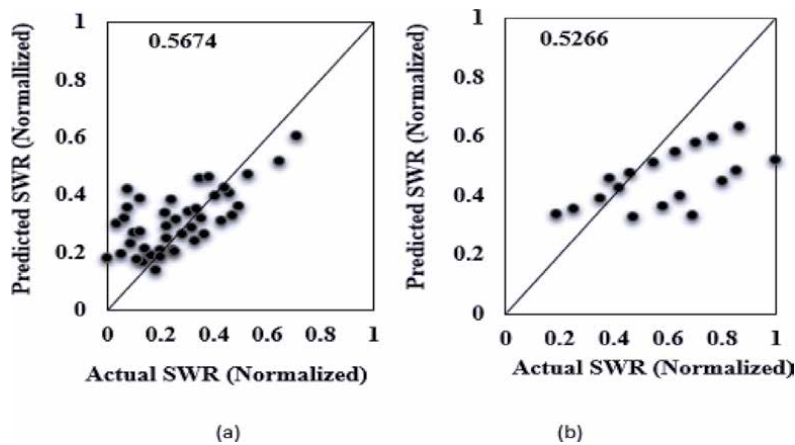 0.5674
Predicted SWR (Normallized)
1
0.8
0.6
0.4
0.2
0
0 0.2 0.4 0.6 0.8 1
Actual SWR (Normalized)
(a)
0.5266
Predicted SWR (Normalized)
1
0.8
0.6
0.4
0.2
0
0 0.2 0.4 0.6 0.8 1
Actual SWR (Normalized)
(b)